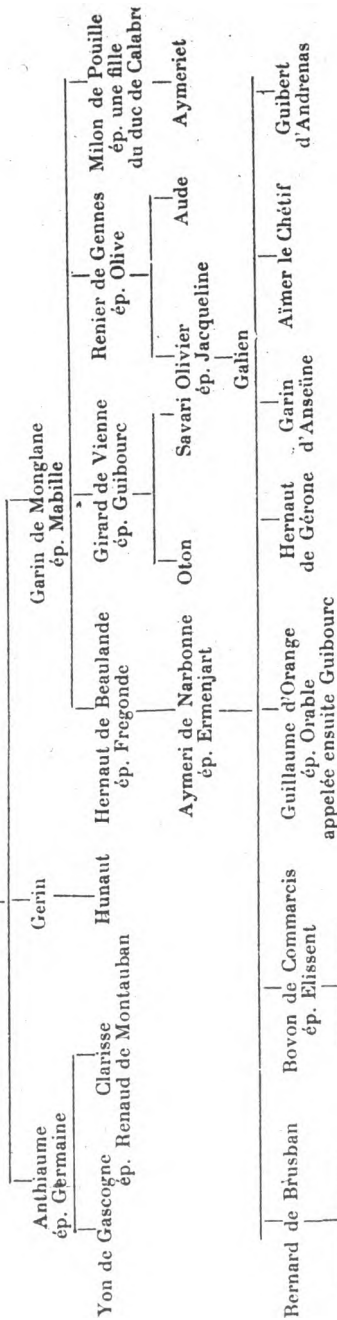 Anthiaume
ép. Germaine
Gerin
Garin de Monglane
ép. Mabille
Yon de Gascogne
Clarisse
ép. Renaud de Montauban
Hunaut
Hernaut de Beaulande
ép. Fregonde
Girard de Vienne
ép. Guibourc
Renier de Gennes
ép. Olive
Milon de Pouille
ép. une fille
du duc de Calabre
Aymeri de Narbonne
ép. Ermenjart
Oton
Savari
Olivier
ép. Jacqueline
Aude
Aymeriet
Galien
Bernard de Brusban
Bovon de Commarcis
ép. Elissent
Guillaume d'Orange
ép. Orable
appelée ensuite Guibourc
Hernaut
de Gérone
Garin
d'Anseüne
Aïmer le Chétif
Guibert
d'Andrenas